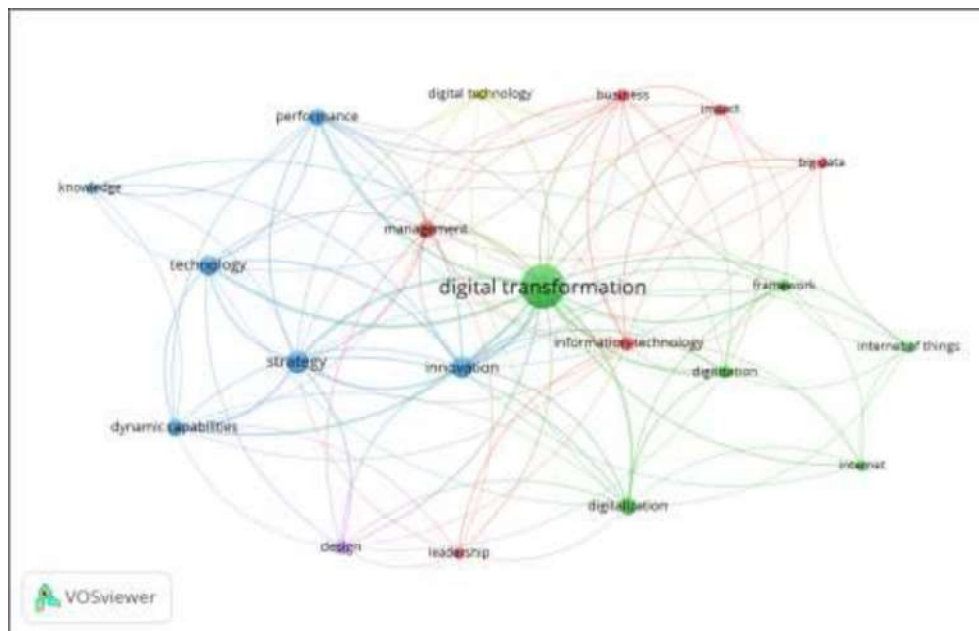 digital technology
business
performance
impact
big data
knowledge
management
technology
digital transformation
framework
information technology
internet of things
strategy
innovation
digitization
dynamic capabilities
internet
digitalization
design
leadership
VOSviewer